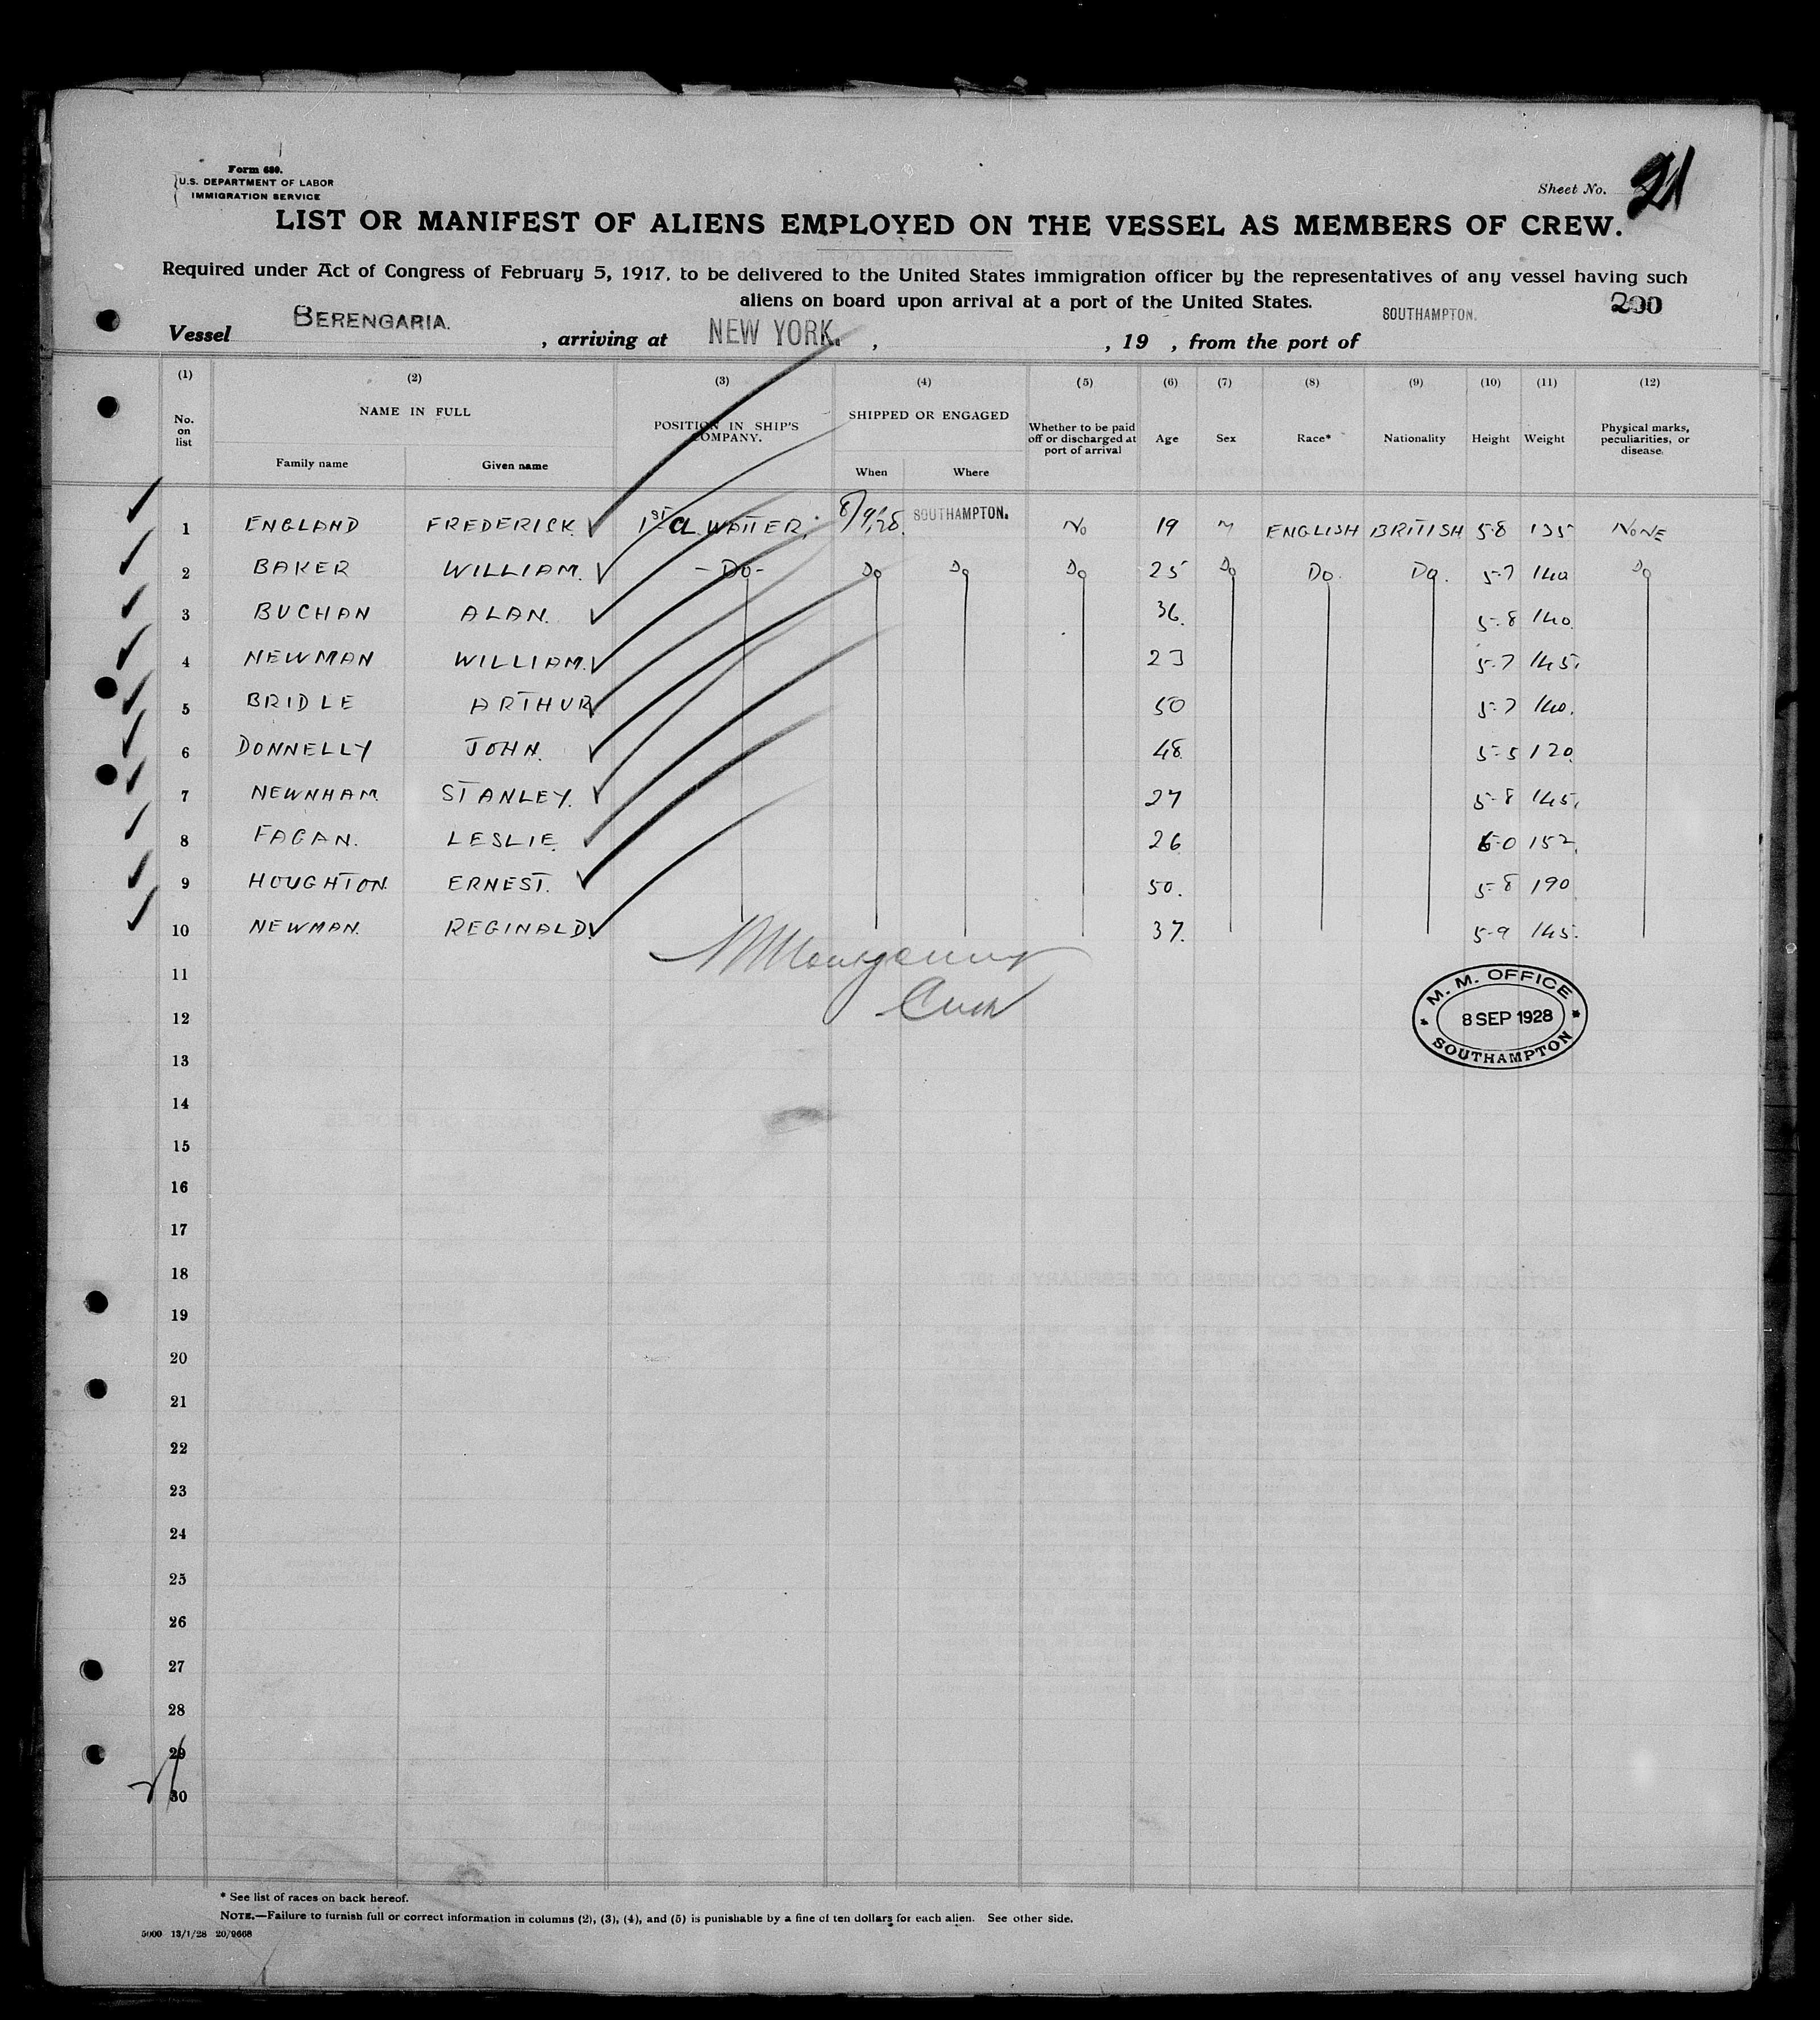 Form 680.
U.S. DEPARTMENT OF LABOR
IMMIGRATION SERVICE
Sheet No. 21
LIST OR MANIFEST OF ALIENS EMPLOYED ON THE VESSEL AS MEMBERS OF CREW.
Required under Act of Congress of February 5, 1917, to be delivered to the United States immigration officer by the representatives of any vessel having such
aliens on board upon arrival at a port of the United States.
200
Vessel BERENGARIA. , arriving at NEW YORK. , , 19 , from the port of SOUTHAMPTON.
(1) (2) (3) (4) (5) (6) (7) (8) (9) (10) (11) (12)
No. on list NAME IN FULL Family name Given name POSITION IN SHIP'S COMPANY. SHIPPED OR ENGAGED When Where Whether to be paid off or discharged at port of arrival Age Sex Race* Nationality Height Weight Physical marks, peculiarities, or disease.
1 ENGLAND FREDERICK. 1ST CL WAITER. 8/9/28. SOUTHAMPTON. No 19 M ENGLISH BRITISH 5-8 135 NONE
2 BAKER WILLIAM. -Do- Do Do Do 25 Do Do. Do. 5-7 140 Do
3 BUCHAN ALAN. 36. 5-8 140.
4 NEWMAN WILLIAM. 23 5-7 145.
5 BRIDLE ARTHUR 50 5-7 140.
6 DONNELLY JOHN. 48. 5-5 120.
7 NEWNHAM. STANLEY. 27 5-8 145.
8 FAGAN. LESLIE. 26 6-0 152.
9 HOUGHTON. ERNEST. 50. 5-8 190
10 NEWMAN. REGINALD. 37. 5-9 145.
11
12
M. M. OFFICE
8 SEP 1928
SOUTHAMPTON
13
14
15
16
17
18
19
20
21
22
23
24
25
26
27
28
29
30
* See list of races on back hereof.
NOTE.—Failure to furnish full or correct information in columns (2), (3), (4), and (5) is punishable by a fine of ten dollars for each alien. See other side.
5000 13/1/28 20/9668